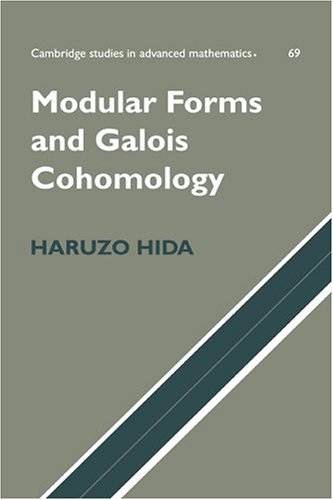 Cambridge studies in advanced mathematics. 69
Modular Forms
and Galois
Cohomology
HARUZO HIDA